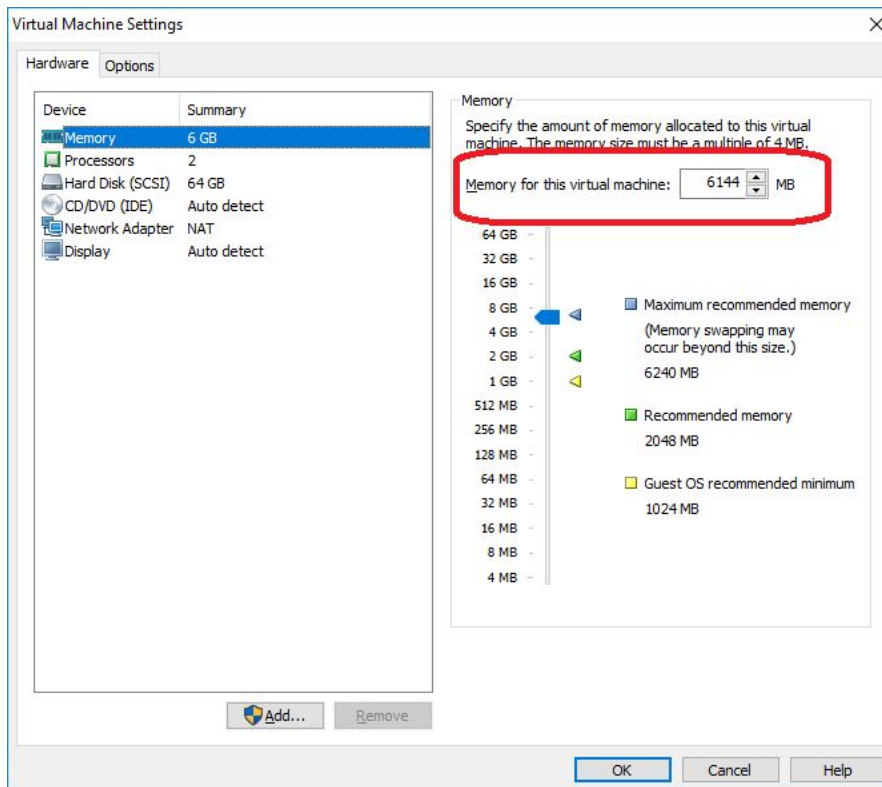 Virtual Machine Settings
Hardware Options
Device Summary
Memory 6 GB
Processors 2
Hard Disk (SCSI) 64 GB
CD/DVD (IDE) Auto detect
Network Adapter NAT
Display Auto detect
Add...
Remove
Memory
Specify the amount of memory allocated to this virtual
machine. The memory size must be a multiple of 4 MB.
Memory for this virtual machine: 6144 MB
64 GB
32 GB
16 GB
8 GB
4 GB
2 GB
1 GB
512 MB
256 MB
128 MB
64 MB
32 MB
16 MB
8 MB
4 MB
Maximum recommended memory
(Memory swapping may
occur beyond this size.)
6240 MB
Recommended memory
2048 MB
Guest OS recommended minimum
1024 MB
OK Cancel Help